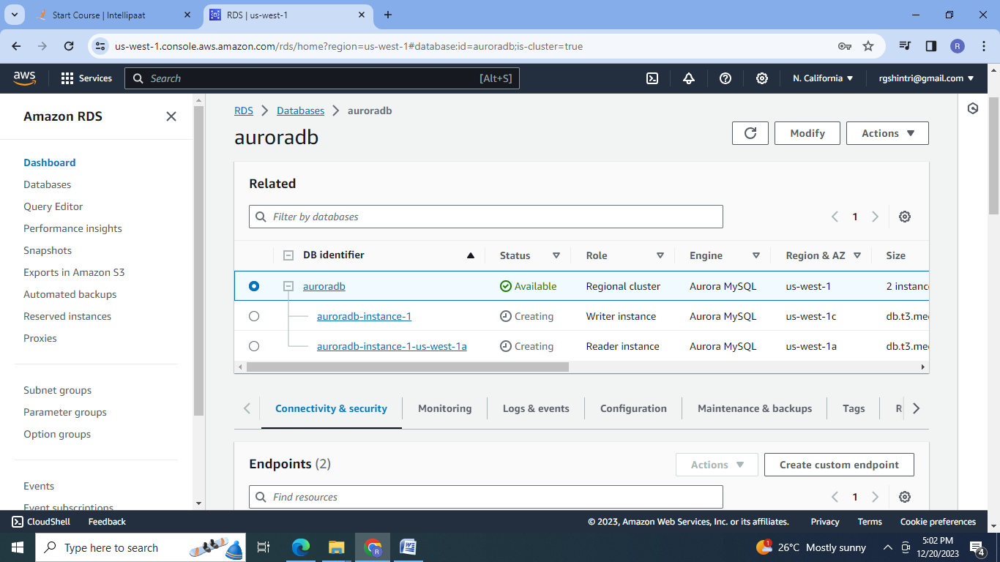 Start Course | Intellipaat
RDS | us-west-1
us-west-1.console.aws.amazon.com/rds/home?region=us-west-1#database:id=auroradb;is-cluster=true
R
aws
Services
Search
[Alt+S]
N. California
rgshintri@gmail.com
Amazon RDS
Dashboard
Databases
Query Editor
Performance insights
Snapshots
Exports in Amazon S3
Automated backups
Reserved instances
Proxies
Subnet groups
Parameter groups
Option groups
Events
Event subscriptions
RDS > Databases > auroradb
auroradb
Modify
Actions
Related
Filter by databases
1
DB identifier Status Role Engine Region & AZ Size
auroradb Available Regional cluster Aurora MySQL us-west-1 2 instanc
auroradb-instance-1 Creating Writer instance Aurora MySQL us-west-1c db.t3.me
auroradb-instance-1-us-west-1a Creating Reader instance Aurora MySQL us-west-1a db.t3.me
Connectivity & security Monitoring Logs & events Configuration Maintenance & backups Tags R
Endpoints (2)
Actions
Create custom endpoint
Find resources
1
CloudShell
Feedback
© 2023, Amazon Web Services, Inc. or its affiliates.
Privacy
Terms
Cookie preferences
Type here to search
R
1
26°C Mostly sunny
5:02 PM
12/20/2023
4